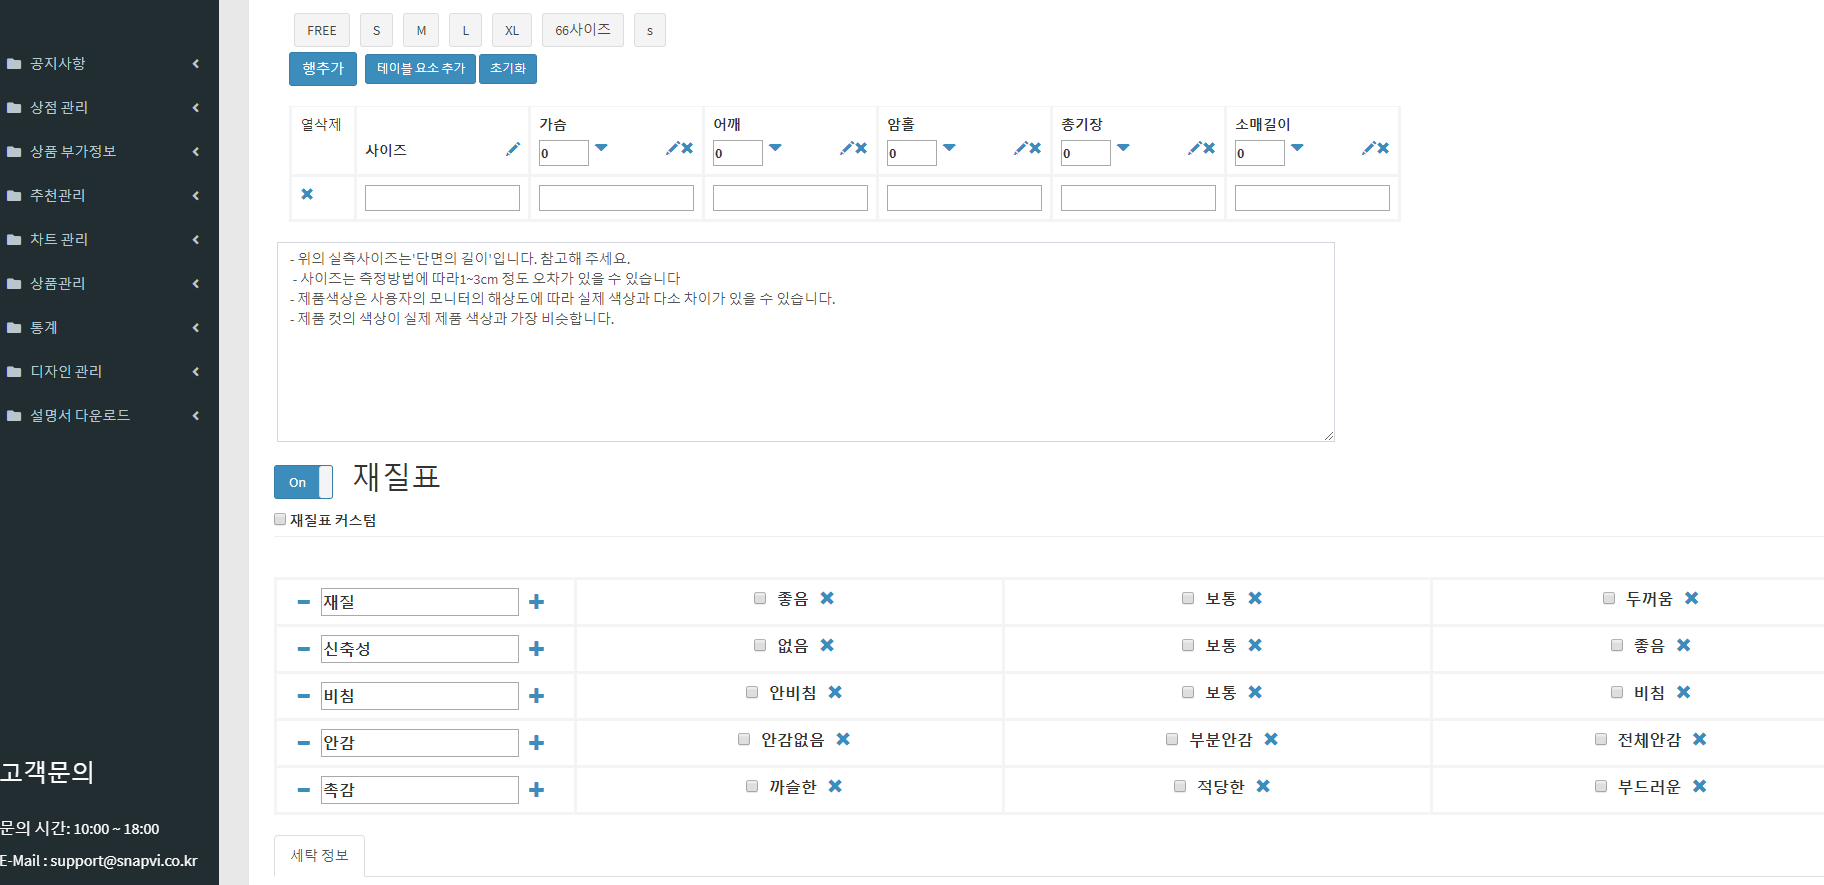 공지사항
상점 관리
상품 부가정보
추천관리
차트 관리
상품관리
통계
디자인 관리
설명서 다운로드
고객문의
문의 시간: 10:00 ~ 18:00
E-Mail : support@snapvi.co.kr
FREE S M L XL 66사이즈 s
행추가 테이블 요소 추가 초기화
열삭제 사이즈 가슴 어깨 암홀 총기장 소매길이
0 0 0 0 0
- 위의 실측사이즈는'단면의 길이'입니다. 참고해 주세요.
- 사이즈는 측정방법에 따라1~3cm 정도 오차가 있을 수 있습니다
- 제품색상은 사용자의 모니터의 해상도에 따라 실제 색상과 다소 차이가 있을 수 있습니다.
- 제품 컷의 색상이 실제 제품 색상과 가장 비슷합니다.
On 재질표
재질표 커스텀
재질 좋음 보통 두꺼움
신축성 없음 보통 좋음
비침 안비침 보통 비침
안감 안감없음 부분안감 전체안감
촉감 까슬한 적당한 부드러운
세탁 정보